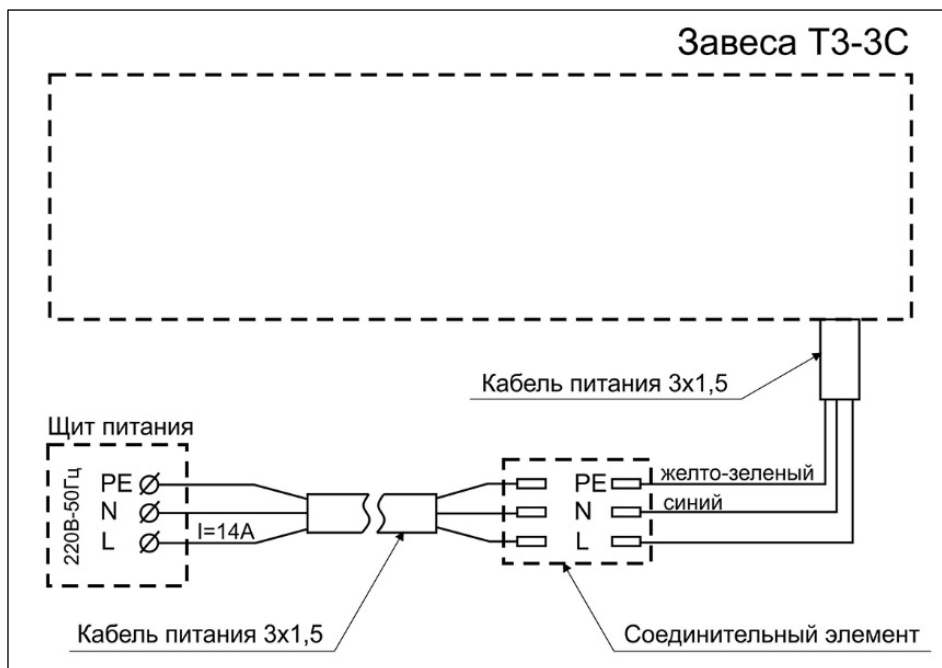 Завеса ТЗ-3С
Кабель питания 3х1,5
Щит питания
220В-50Гц
PE
N
L
I=14А
PE
N
L
желто-зеленый
синий
Кабель питания 3х1,5
Соединительный элемент